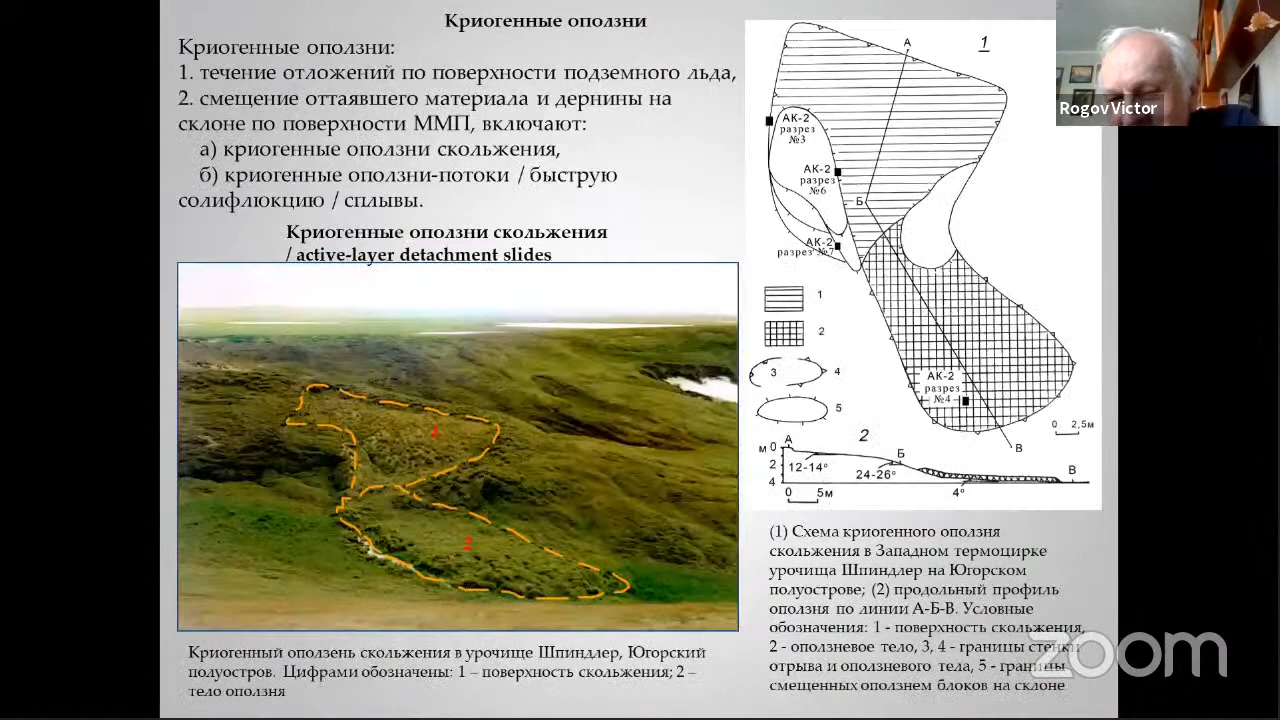 Криогенные оползни
Криогенные оползни:
1. течение отложений по поверхности подземного льда,
2. смещение оттаявшего материала и дернины на
склоне по поверхности ММП, включают:
а) криогенные оползни скольжения,
б) криогенные оползни-потоки / быструю
солифлюкцию / сплывы.
Криогенные оползни скольжения
/ active-layer detachment slides
1
2
Криогенный оползень скольжения в урочище Шпиндлер, Югорский
полуостров. Цифрами обозначены: 1 – поверхность скольжения; 2 –
тело оползня
1
А
АК-2
разрез
№3
АК-2
разрез
№6
Б
АК-2
разрез №7
1
2
3
4
5
АК-2
разрез
№4
0 2,5м
В
2
А
м 0
2
4
12-14°
Б
24-26°
4°
В
0 5м
(1) Схема криогенного оползня
скольжения в Западном термоцирке
урочища Шпиндлер на Югорском
полуострове; (2) продольный профиль
оползня по линии А-Б-В. Условные
обозначения: 1 - поверхность скольжения,
2 - оползневое тело, 3, 4 - границы стенки
отрыва и оползневого тела, 5 - границы
смещенных оползнем блоков на склоне
Rogov Victor
zoom